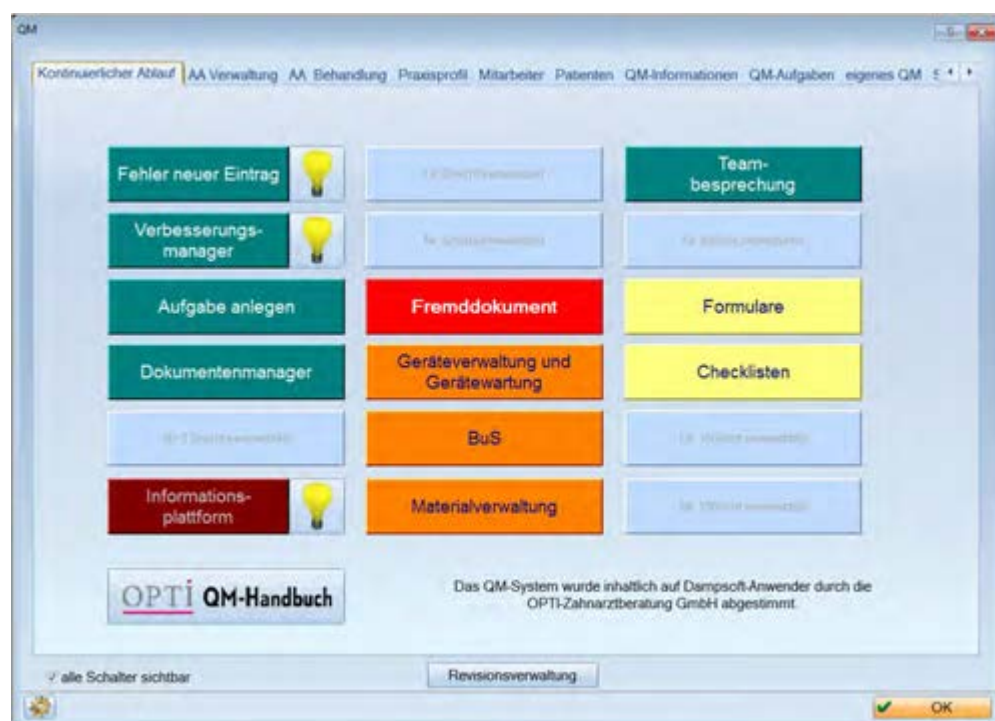 QM
Kontinuierlicher Ablauf AA Verwaltung AA Behandlung Praxisprofil Mitarbeiter Patienten QM-Informationen QM-Aufgaben eigenes QM S
Fehler neuer Eintrag
Team-
besprechung
Verbesserungs-
manager
Aufgabe anlegen
Fremddokument
Formulare
Dokumentenmanager
Geräteverwaltung und
Gerätewartung
Checklisten
BuS
Informations-
plattform
Materialverwaltung
OPTi QM-Handbuch
Das QM-System wurde inhaltlich auf Dampsoft-Anwender durch die
OPTI-Zahnarztberatung GmbH abgestimmt.
alle Schalter sichtbar
Revisionsverwaltung
OK